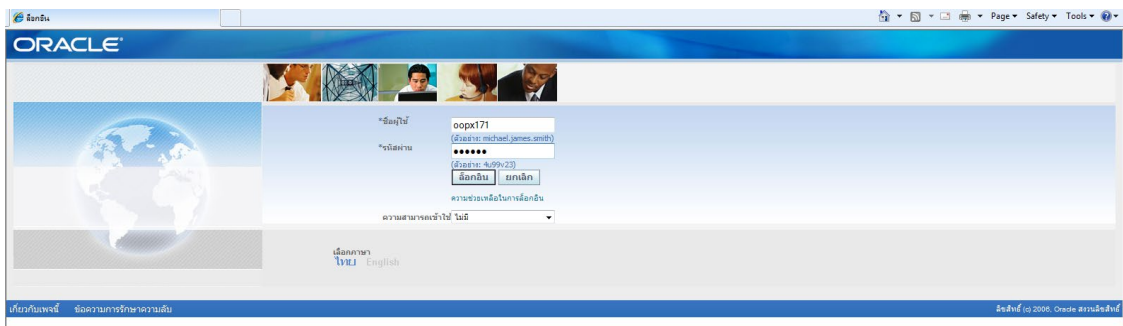 ล็อกอิน
Page Safety Tools
ORACLE
*ชื่อผู้ใช้ oopx171
(ตัวอย่าง: michael.james.smith)
*รหัสผ่าน ••••••
(ตัวอย่าง: 4u99v23)
ล็อกอิน ยกเลิก
ความช่วยเหลือในการล็อกอิน
ความสามารถเข้าใช้ ไม่มี
เลือกภาษา
ไทย English
เกี่ยวกับเพจนี้ ข้อความการรักษาความลับ
ลิขสิทธิ์ (c) 2006, Oracle สงวนลิขสิทธิ์